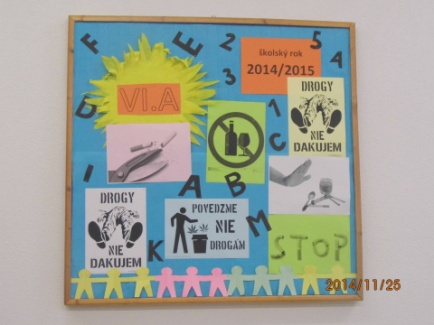 F
E
2
5
školský rok
2014/2015
3
A
VI.A
D
1
DROGY
NIE
ĎAKUJEM
C
I
A
B
DROGY
NIE
ĎAKUJEM
POVEDZME
NIE
DROGÁM
K
M
STOP
2014/11/25